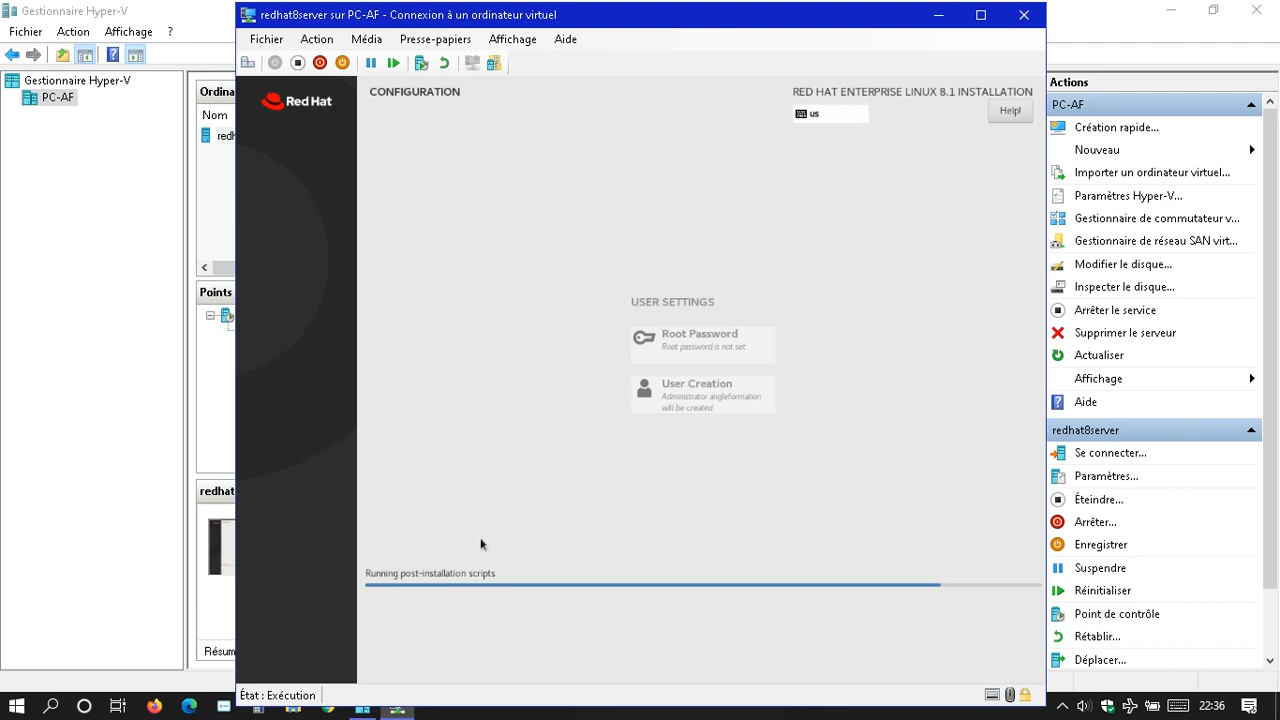 Gestionnaire Hyper-V
Fichier Action Affichage ?
Gestionnaire Hyper-V
PC-AF
Ordina
Nom
redh
Points
redhat
Résum
redhat8server sur PC-AF - Connexion à un ordinateur virtuel
Fichier Action Média Presse-papiers Affichage Aide
Red Hat
CONFIGURATION
RED HAT ENTERPRISE LINUX 8.1 INSTALLATION
us
Help!
USER SETTINGS
Root Password
Root password is not set
User Creation
Administrator angleformation
will be created
Running post-installation scripts
État : Exécution
Actions
PC-AF
Création rapide...
Nouveau
Importer un ordinateur virtuel...
Paramètres Hyper-V...
Gestionnaire de commutateur v...
Gestionnaire de réseau SAN virt...
Modifier le disque...
Inspecter le disque...
Arrêter le service
Supprimer le serveur
Actualiser
Affichage
Aide
redhat8server
Se connecter...
Paramètres...
Éteindre...
Arrêter...
Enregistrer
Suspendre
Réinitialiser
Point de contrôle
Rétablir...
Déplacer...
22:36